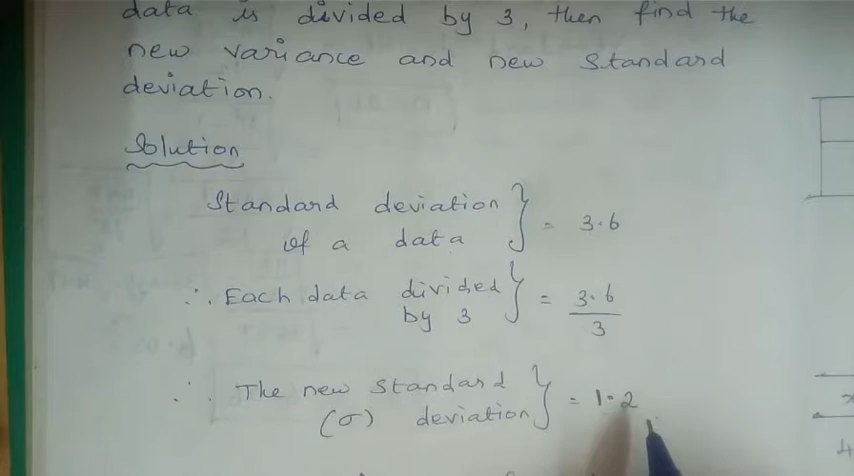 data is divided by 3, then find the
new variance and new standard
deviation.
Solution
Standard deviation
of a data } = 3.6
∴ Each data divided
by 3 } = 3.6
3
∴ The new standard
(σ) deviation } = 1.2